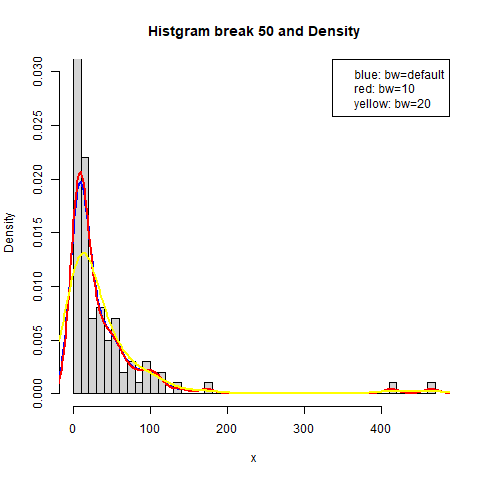 Histgram break 50 and Density
blue: bw=default
red: bw=10
yellow: bw=20
Density
0.030
0.025
0.020
0.015
0.010
0.005
0.000
0 100 200 300 400
x